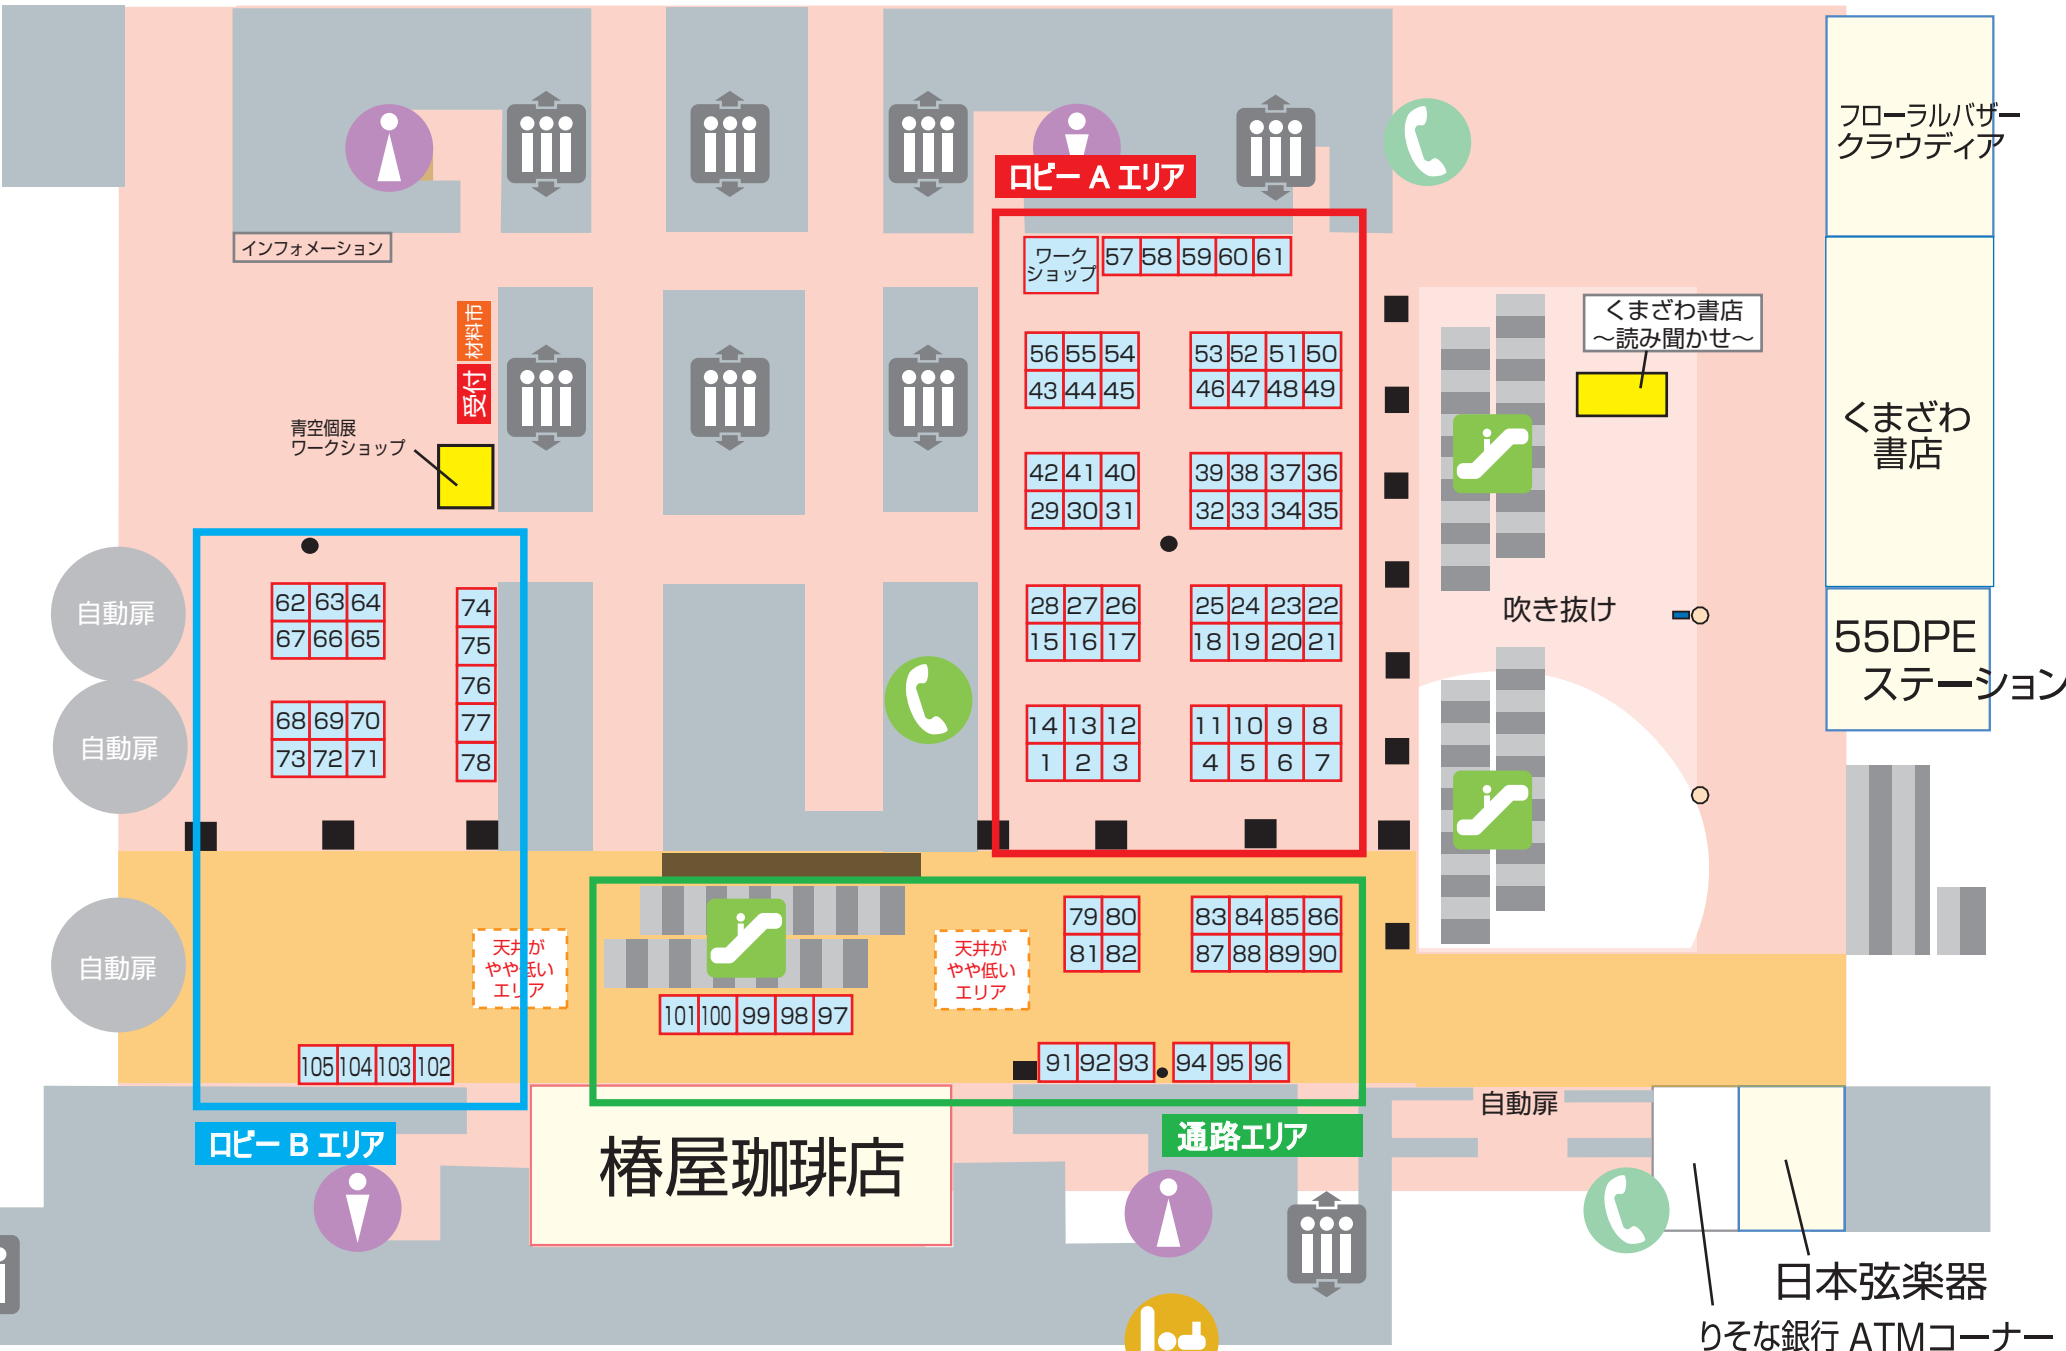 フローラルバザー
クラウディア
ロビー A エリア
インフォメーション
ワーク
ショップ
57 58 59 60 61
材料市
くまざわ書店
～読み聞かせ～
56 55 54
53 52 51 50
43 44 45
46 47 48 49
受付
青空個展
ワークショップ
くまざわ
書店
42 41 40
39 38 37 36
29 30 31
32 33 34 35
自動扉
62 63 64
67 66 65
74
75
76
77
78
28 27 26
25 24 23 22
15 16 17
18 19 20 21
吹き抜け
55DPE
ステーション
自動扉
68 69 70
73 72 71
14 13 12
11 10 9 8
1 2 3
4 5 6 7
79 80
83 84 85 86
81 82
87 88 89 90
自動扉
天井が
やや低い
エリア
天井が
やや低い
エリア
101 100 99 98 97
105 104 103 102
91 92 93
94 95 96
自動扉
ロビー B エリア
通路エリア
椿屋珈琲店
日本弦楽器
りそな銀行 ATMコーナー